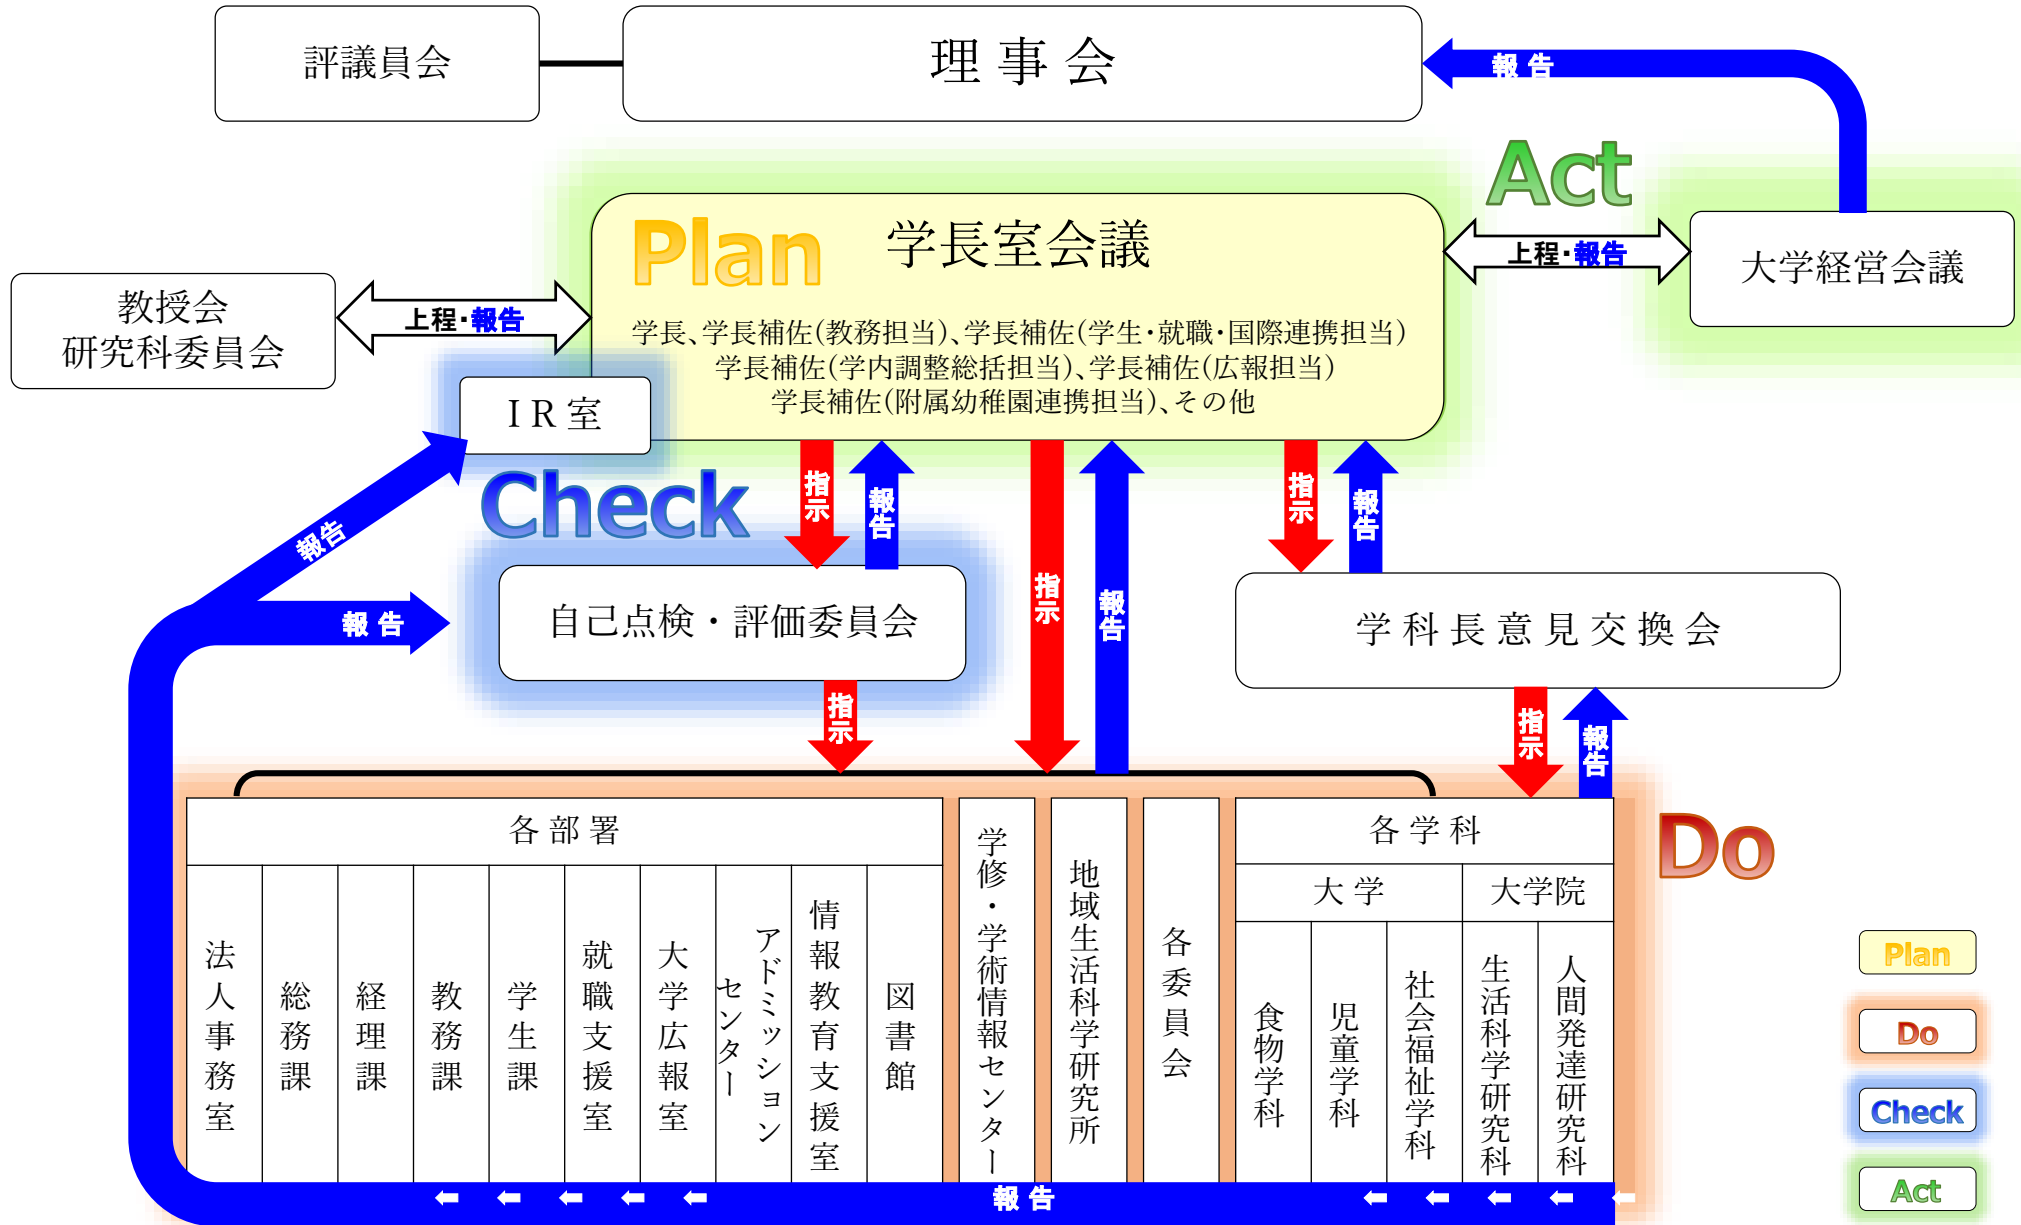 評議員会
理事会
報告
Act
Plan
学長室会議
上程・報告
大学経営会議
教授会
研究科委員会
上程・報告
学長、学長補佐(教務担当)、学長補佐(学生・就職・国際連携担当)
学長補佐(学内調整総括担当)、学長補佐(広報担当)
学長補佐(附属幼稚園連携担当)、その他
IR室
Check
指示
報告
指示
報告
指示
報告
報告
報告
自己点検・評価委員会
学科長意見交換会
指示
指示
報告
各部署
法人事務室
総務課
経理課
教務課
学生課
就職支援室
大学広報室
アドミッション
センター
情報教育支援室
図書館
学修・学術情報センター
地域生活科学研究所
各委員会
各学科
大学
大学院
食物学科
児童学科
社会福祉学科
生活科学研究科
人間発達研究科
Do
報告
Plan
Do
Check
Act